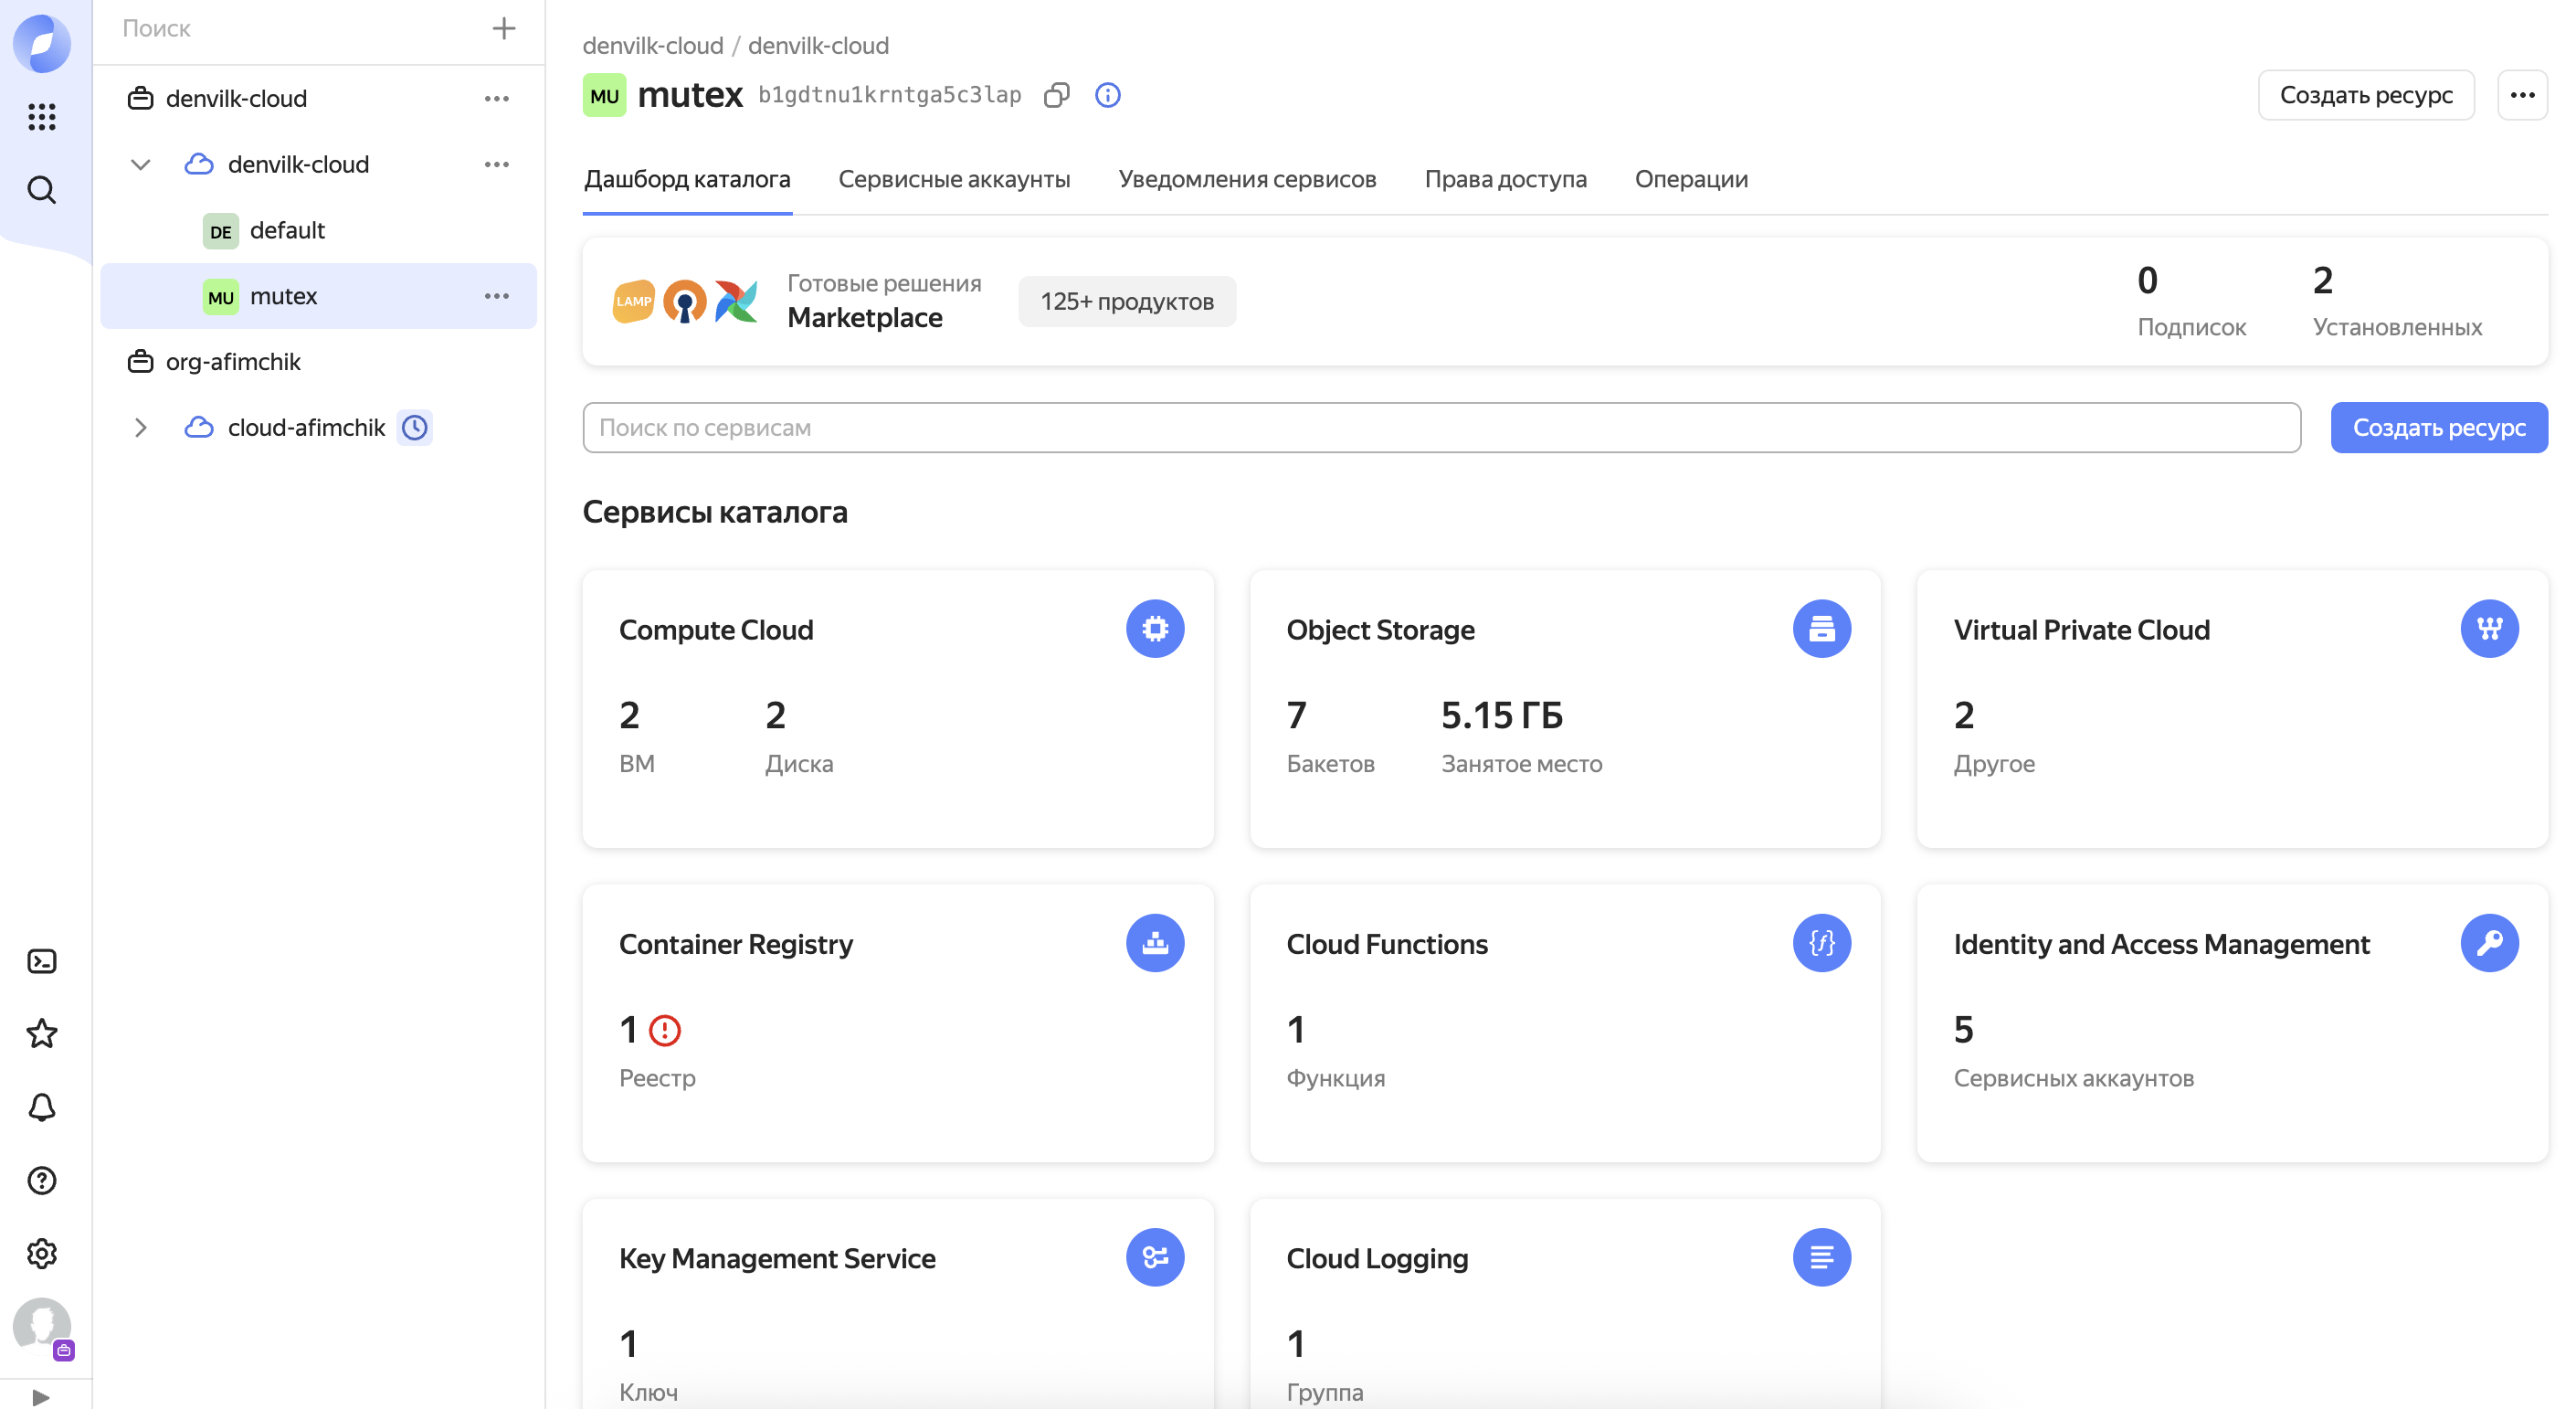 Поиск
denvilk-cloud
denvilk-cloud
DE default
MU mutex
org-afimchik
cloud-afimchik
denvilk-cloud / denvilk-cloud
MU mutex b1gdtnu1krntga5c3lap
Создать ресурс
Дашборд каталога Сервисные аккаунты Уведомления сервисов Права доступа Операции
LAMP
Готовые решения
Marketplace
125+ продуктов
0 2
Подписок Установленных
Поиск по сервисам
Создать ресурс
Сервисы каталога
Compute Cloud
2 2
ВМ Диска
Object Storage
7 5.15 ГБ
Бакетов Занятое место
Virtual Private Cloud
2
Другое
Container Registry
1
Реестр
Cloud Functions
{f}
1
Функция
Identity and Access Management
5
Сервисных аккаунтов
Key Management Service
1
Ключ
Cloud Logging
1
Группа